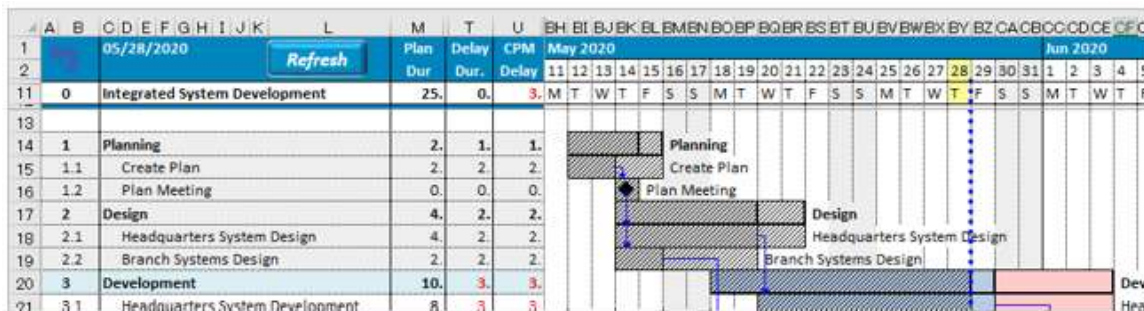 A B C D E F G H I J K L M T U BH BI BJ BK BL BM BN BO BP BQ BR BS BT BU BV BW BX BY BZ CA CB CC CD CE CF
1 05/28/2020 Refresh Plan Delay CPM May 2020 Jun 2020
2 Dur Dur. Delay 11 12 13 14 15 16 17 18 19 20 21 22 23 24 25 26 27 28 29 30 31 1 2 3 4
11 0 Integrated System Development 25. 0. 3. M T W T F S S M T W T F S S M T W T F S S M T W T
13
14 1 Planning 2. 1. 1. Planning
15 1.1 Create Plan 2. 2. 2. Create Plan
16 1.2 Plan Meeting 0. 0. 0. Plan Meeting
17 2 Design 4. 2. 2. Design
18 2.1 Headquarters System Design 4. 2. 2. Headquarters System Design
19 2.2 Branch Systems Design 2. 2. 2. Branch Systems Design
20 3 Development 10. 3. 3. Dev
21 3.1 Headquarters System Development 8 3 3 Hea